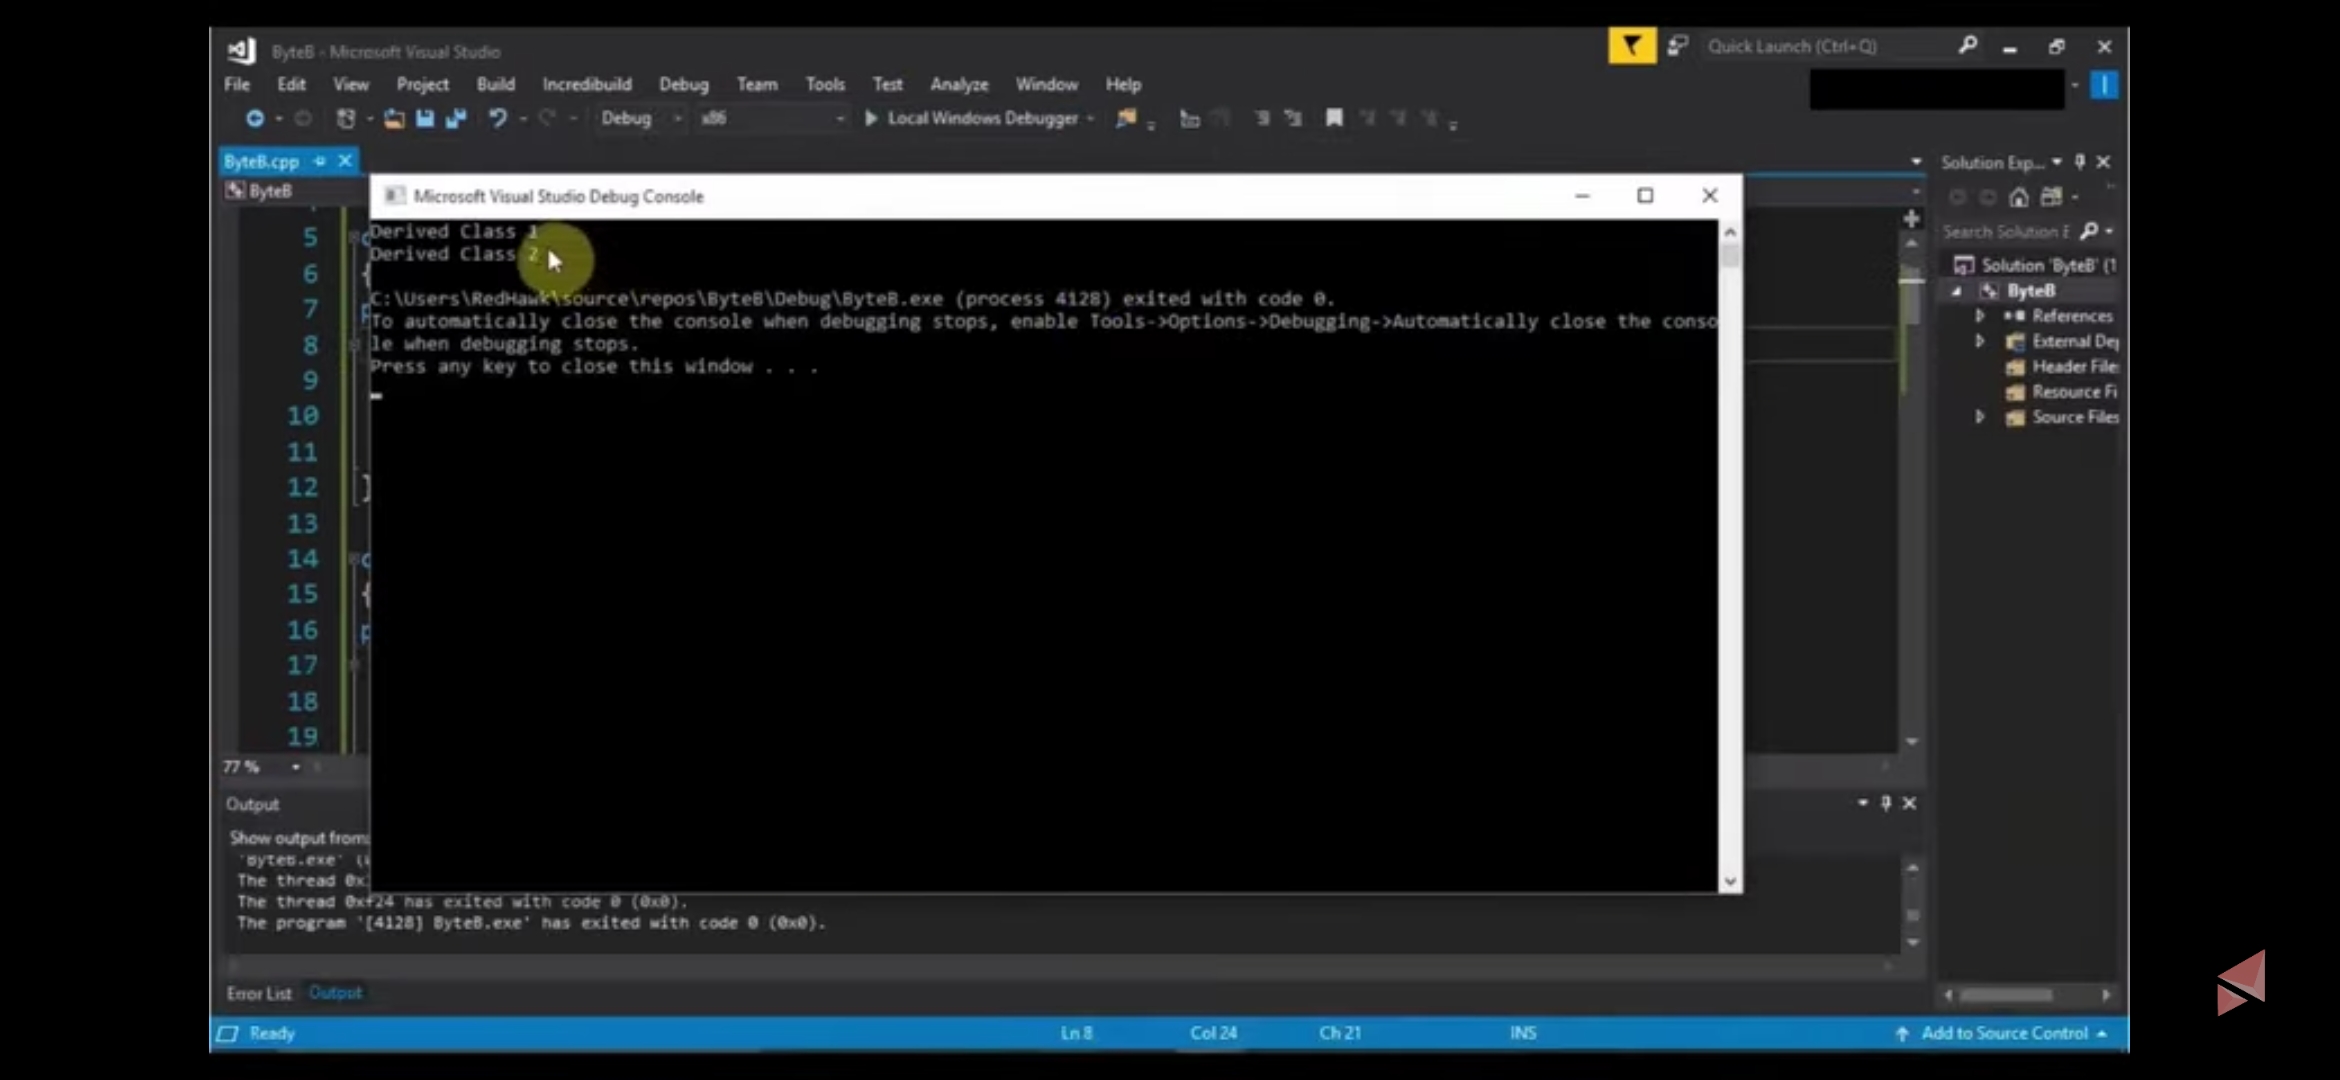 ByteB - Microsoft Visual Studio
Quick Launch (Ctrl+Q)
File Edit View Project Build Incredibuild Debug Team Tools Test Analyze Window Help
Debug x86 Local Windows Debugger
ByteB.cpp
Solution Exp...
ByteB
Microsoft Visual Studio Debug Console
Search Solution E
Derived Class 1
Derived Class 2
C:\Users\RedHawk\source\repos\ByteB\Debug\ByteB.exe (process 4128) exited with code 0.
To automatically close the console when debugging stops, enable Tools->Options->Debugging->Automatically close the conso
le when debugging stops.
Press any key to close this window . . .
5
6
7
8
9
10
11
12
13
14
15
16
17
18
19
Solution 'ByteB' (1
ByteB
References
External De
Header File
Resource Fi
Source Files
77 %
Output
Show output from:
'ByteB.exe' (
The thread 0x
The thread 0xf24 has exited with code 0 (0x0).
The program '[4128] ByteB.exe' has exited with code 0 (0x0).
Error List Output
Ready Ln 8 Col 24 Ch 21 INS Add to Source Control